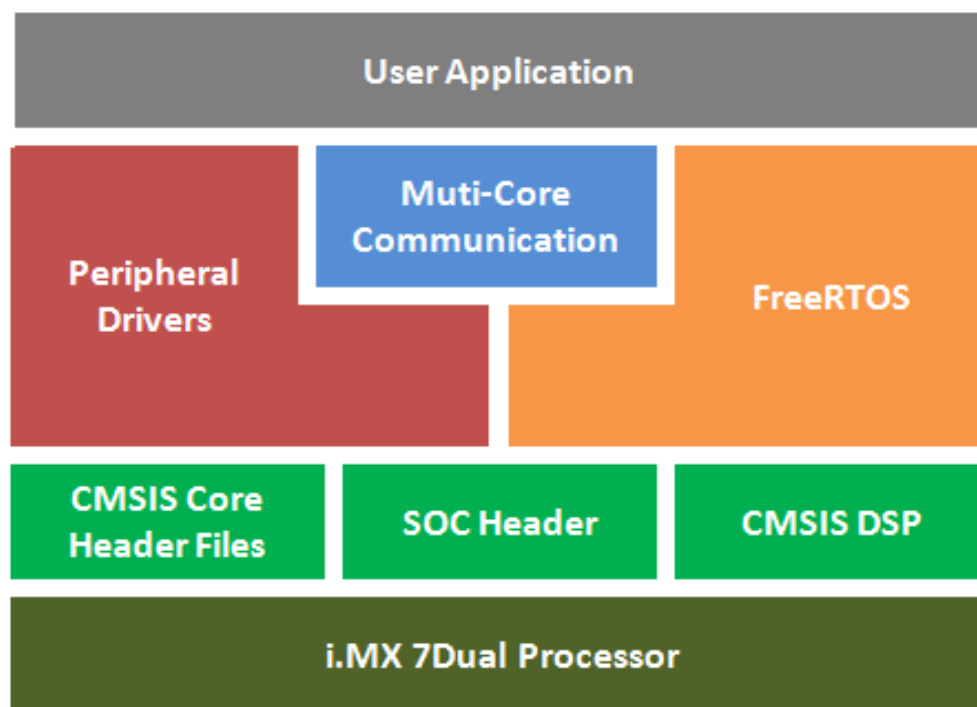 User Application
Muti-Core
Communication
Peripheral
Drivers
FreeRTOS
CMSIS Core
Header Files
SOC Header
CMSIS DSP
i.MX 7Dual Processor